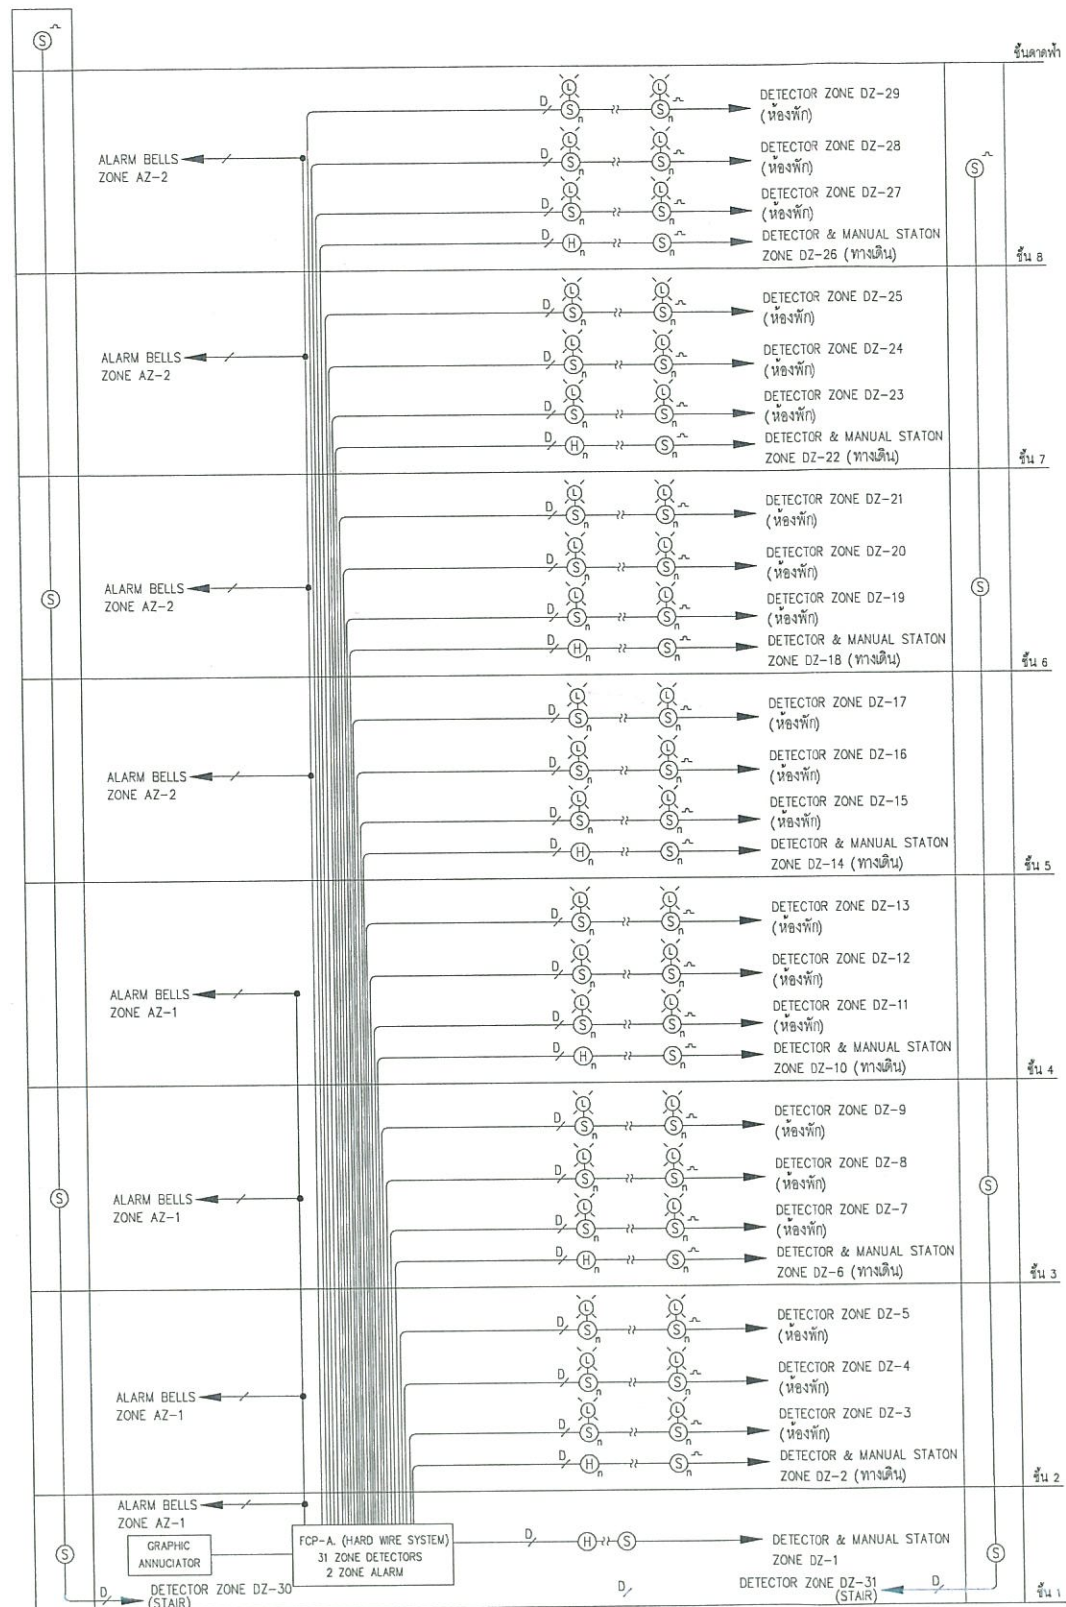 ชั้นดาดฟ้า
DETECTOR ZONE DZ-29
(ห้องพัก)
ALARM BELLS
ZONE AZ-2
DETECTOR ZONE DZ-28
(ห้องพัก)
DETECTOR ZONE DZ-27
(ห้องพัก)
DETECTOR & MANUAL STATON
ZONE DZ-26 (ทางเดิน)
ชั้น 8
DETECTOR ZONE DZ-25
(ห้องพัก)
ALARM BELLS
ZONE AZ-2
DETECTOR ZONE DZ-24
(ห้องพัก)
DETECTOR ZONE DZ-23
(ห้องพัก)
DETECTOR & MANUAL STATON
ZONE DZ-22 (ทางเดิน)
ชั้น 7
DETECTOR ZONE DZ-21
(ห้องพัก)
DETECTOR ZONE DZ-20
(ห้องพัก)
ALARM BELLS
ZONE AZ-2
DETECTOR ZONE DZ-19
(ห้องพัก)
DETECTOR & MANUAL STATON
ZONE DZ-18 (ทางเดิน)
ชั้น 6
DETECTOR ZONE DZ-17
(ห้องพัก)
DETECTOR ZONE DZ-16
(ห้องพัก)
ALARM BELLS
ZONE AZ-2
DETECTOR ZONE DZ-15
(ห้องพัก)
DETECTOR & MANUAL STATON
ZONE DZ-14 (ทางเดิน)
ชั้น 5
DETECTOR ZONE DZ-13
(ห้องพัก)
DETECTOR ZONE DZ-12
(ห้องพัก)
ALARM BELLS
ZONE AZ-1
DETECTOR ZONE DZ-11
(ห้องพัก)
DETECTOR & MANUAL STATON
ZONE DZ-10 (ทางเดิน)
ชั้น 4
DETECTOR ZONE DZ-9
(ห้องพัก)
DETECTOR ZONE DZ-8
(ห้องพัก)
ALARM BELLS
ZONE AZ-1
DETECTOR ZONE DZ-7
(ห้องพัก)
DETECTOR & MANUAL STATON
ZONE DZ-6 (ทางเดิน)
ชั้น 3
DETECTOR ZONE DZ-5
(ห้องพัก)
DETECTOR ZONE DZ-4
(ห้องพัก)
ALARM BELLS
ZONE AZ-1
DETECTOR ZONE DZ-3
(ห้องพัก)
DETECTOR & MANUAL STATON
ZONE DZ-2 (ทางเดิน)
ชั้น 2
ALARM BELLS
ZONE AZ-1
GRAPHIC
ANNUCIATOR
FCP-A. (HARD WIRE SYSTEM)
31 ZONE DETECTORS
2 ZONE ALARM
DETECTOR & MANUAL STATON
ZONE DZ-1
DETECTOR ZONE DZ-30
(STAIR)
DETECTOR ZONE DZ-31
(STAIR)
ชั้น 1